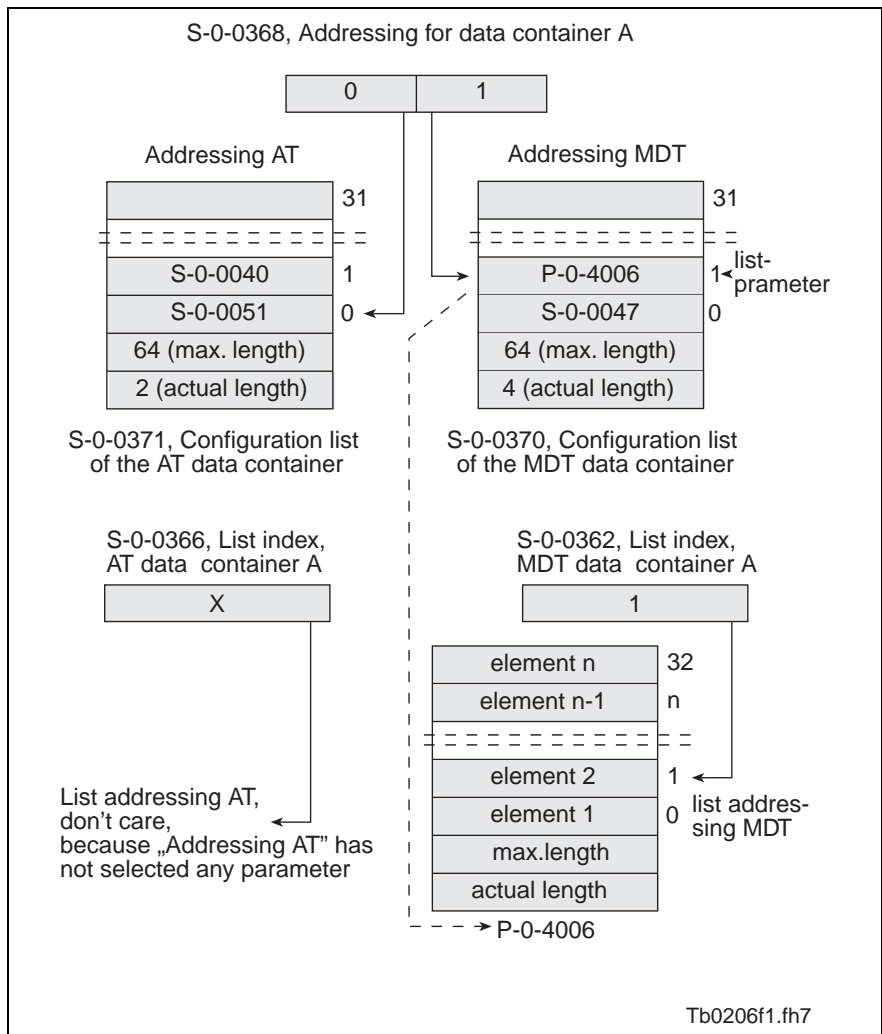 S-0-0368, Addressing for data container A
0 1
Addressing AT
31
S-0-0040 1
S-0-0051 0
64 (max. length)
2 (actual length)
S-0-0371, Configuration list
of the AT data container
Addressing MDT
31
P-0-4006 1
S-0-0047 0
64 (max. length)
4 (actual length)
list-
prameter
S-0-0370, Configuration list
of the MDT data container
S-0-0366, List index,
AT data container A
X
List addressing AT,
don't care,
because „Addressing AT" has
not selected any parameter
S-0-0362, List index,
MDT data container A
1
element n 32
element n-1 n
element 2 1
element 1 0
max.length
actual length
list addres-
sing MDT
P-0-4006
Tb0206f1.fh7